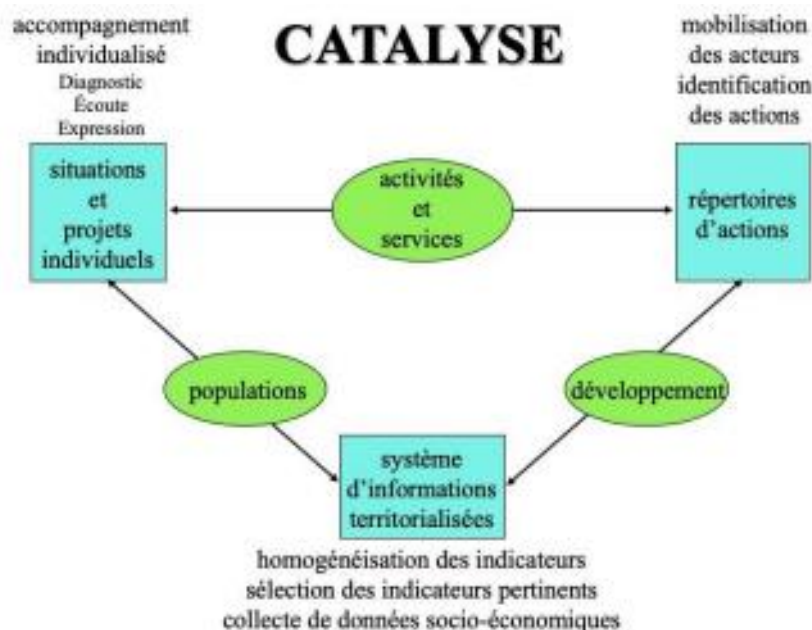 accompagnement
individualisé
Diagnostic
Écoute
Expression
CATALYSE
mobilisation
des acteurs
identification
des actions
situations
et
projets
individuels
activités
et
services
répertoires
d'actions
populations
développement
système
d'informations
territorialisées
homogénéisation des indicateurs
sélection des indicateurs pertinents
collecte de données socio-économiques